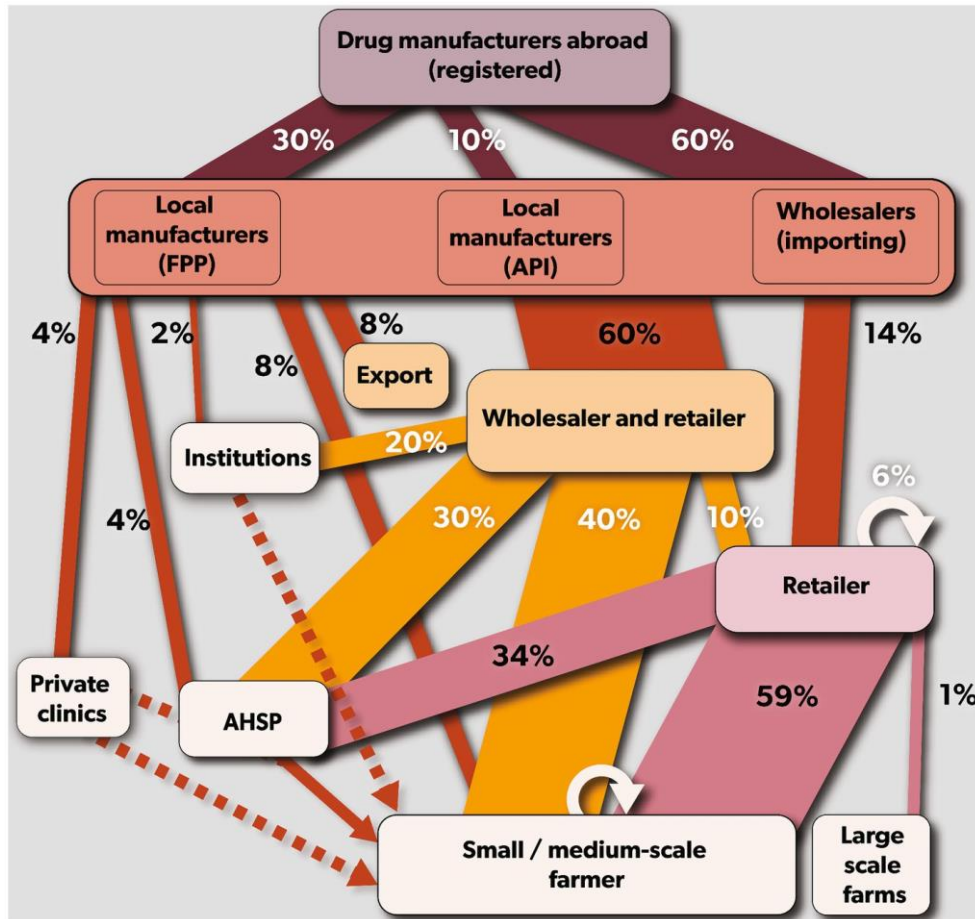 Drug manufacturers abroad
(registered)
30%
10%
60%
Local
manufacturers
(FPP)
Local
manufacturers
(API)
Wholesalers
(importing)
4%
2%
8%
8%
60%
14%
Export
Wholesaler and retailer
Institutions
20%
6%
4%
30%
40%
10%
Retailer
34%
Private
clinics
AHSP
59%
1%
Small / medium-scale
farmer
Large
scale
farms